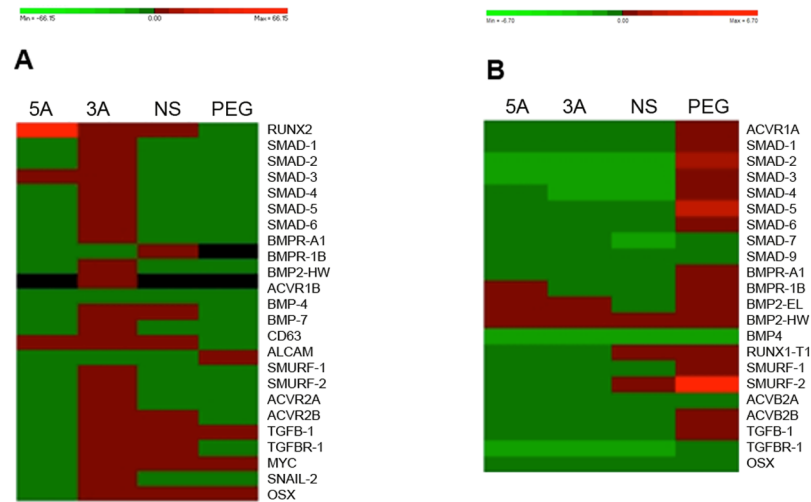 Min = -66.15 0.00 Max = 66.15
A
5A 3A NS PEG
RUNX2
SMAD-1
SMAD-2
SMAD-3
SMAD-4
SMAD-5
SMAD-6
BMPR-A1
BMPR-1B
BMP2-HW
ACVR1B
BMP-4
BMP-7
CD63
ALCAM
SMURF-1
SMURF-2
ACVR2A
ACVR2B
TGFB-1
TGFBR-1
MYC
SNAIL-2
OSX
Min = -6.70 0.00 Max = 6.70
B
5A 3A NS PEG
ACVR1A
SMAD-1
SMAD-2
SMAD-3
SMAD-4
SMAD-5
SMAD-6
SMAD-7
SMAD-9
BMPR-A1
BMPR-1B
BMP2-EL
BMP2-HW
BMP4
RUNX1-T1
SMURF-1
SMURF-2
ACVB2A
ACVB2B
TGFB-1
TGFBR-1
OSX